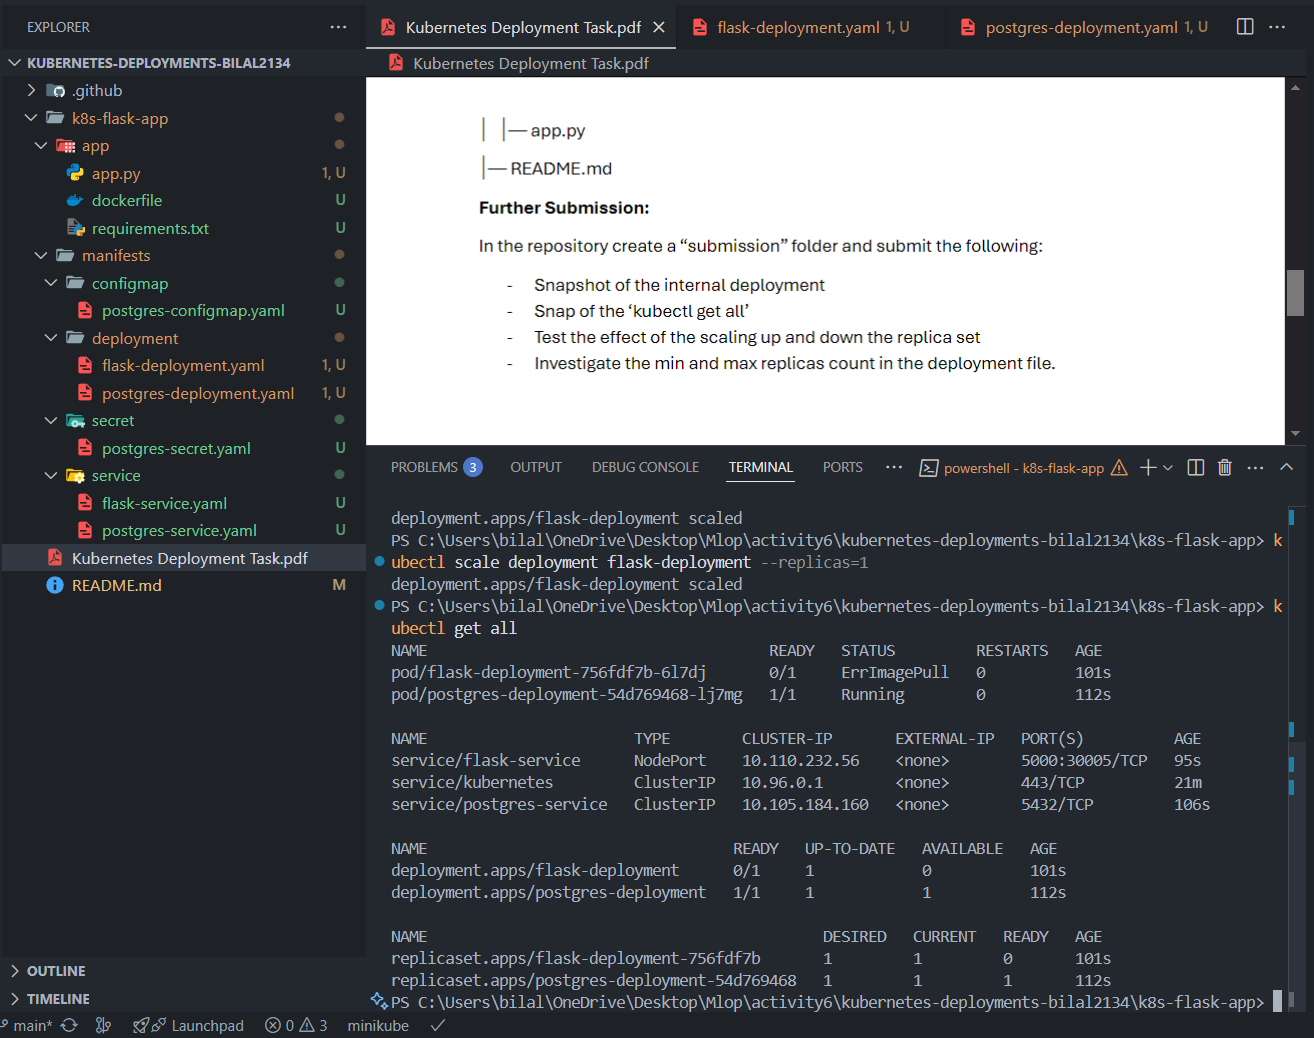 EXPLORER
KUBERNETES-DEPLOYMENTS-BILAL2134
.github
k8s-flask-app
app
app.py 1, U
dockerfile U
requirements.txt U
manifests
configmap
postgres-configmap.yaml U
deployment
flask-deployment.yaml 1, U
postgres-deployment.yaml 1, U
secret
postgres-secret.yaml U
service
flask-service.yaml U
postgres-service.yaml U
Kubernetes Deployment Task.pdf
README.md M
OUTLINE
TIMELINE
Kubernetes Deployment Task.pdf flask-deployment.yaml 1, U postgres-deployment.yaml 1, U
Kubernetes Deployment Task.pdf
│ |— app.py
|— README.md
Further Submission:
In the repository create a “submission” folder and submit the following:
- Snapshot of the internal deployment
- Snap of the ‘kubectl get all’
- Test the effect of the scaling up and down the replica set
- Investigate the min and max replicas count in the deployment file.
PROBLEMS 3 OUTPUT DEBUG CONSOLE TERMINAL PORTS powershell - k8s-flask-app
deployment.apps/flask-deployment scaled
PS C:\Users\bilal\OneDrive\Desktop\Mlop\activity6\kubernetes-deployments-bilal2134\k8s-flask-app> k
ubectl scale deployment flask-deployment --replicas=1
deployment.apps/flask-deployment scaled
PS C:\Users\bilal\OneDrive\Desktop\Mlop\activity6\kubernetes-deployments-bilal2134\k8s-flask-app> k
ubectl get all
NAME READY STATUS RESTARTS AGE
pod/flask-deployment-756fdf7b-6l7dj 0/1 ErrImagePull 0 101s
pod/postgres-deployment-54d769468-lj7mg 1/1 Running 0 112s
NAME TYPE CLUSTER-IP EXTERNAL-IP PORT(S) AGE
service/flask-service NodePort 10.110.232.56 <none> 5000:30005/TCP 95s
service/kubernetes ClusterIP 10.96.0.1 <none> 443/TCP 21m
service/postgres-service ClusterIP 10.105.184.160 <none> 5432/TCP 106s
NAME READY UP-TO-DATE AVAILABLE AGE
deployment.apps/flask-deployment 0/1 1 0 101s
deployment.apps/postgres-deployment 1/1 1 1 112s
NAME DESIRED CURRENT READY AGE
replicaset.apps/flask-deployment-756fdf7b 1 1 0 101s
replicaset.apps/postgres-deployment-54d769468 1 1 1 112s
PS C:\Users\bilal\OneDrive\Desktop\Mlop\activity6\kubernetes-deployments-bilal2134\k8s-flask-app>
main* Launchpad 0 3 minikube